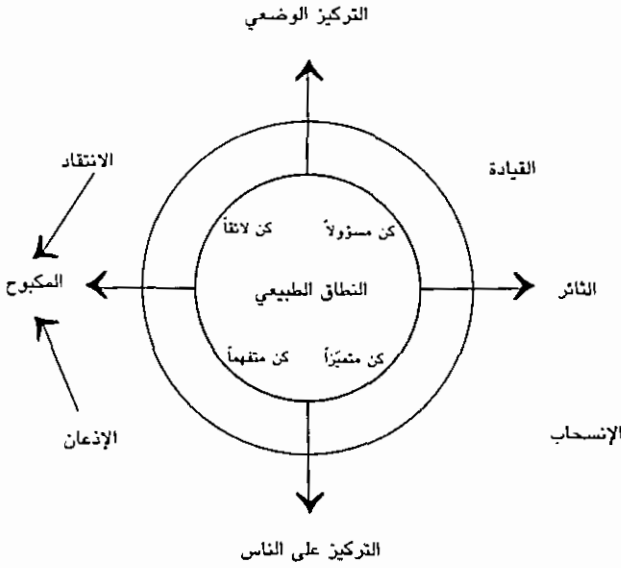 التركيز الوضعي
القيادة
الانتقاد
كن مسؤولاً
كن لائقاً
الثائر
النطاق الطبيعي
المكبوح
كن متميّزاً
كن متفهماً
الإنسحاب
الإذعان
التركيز على الناس